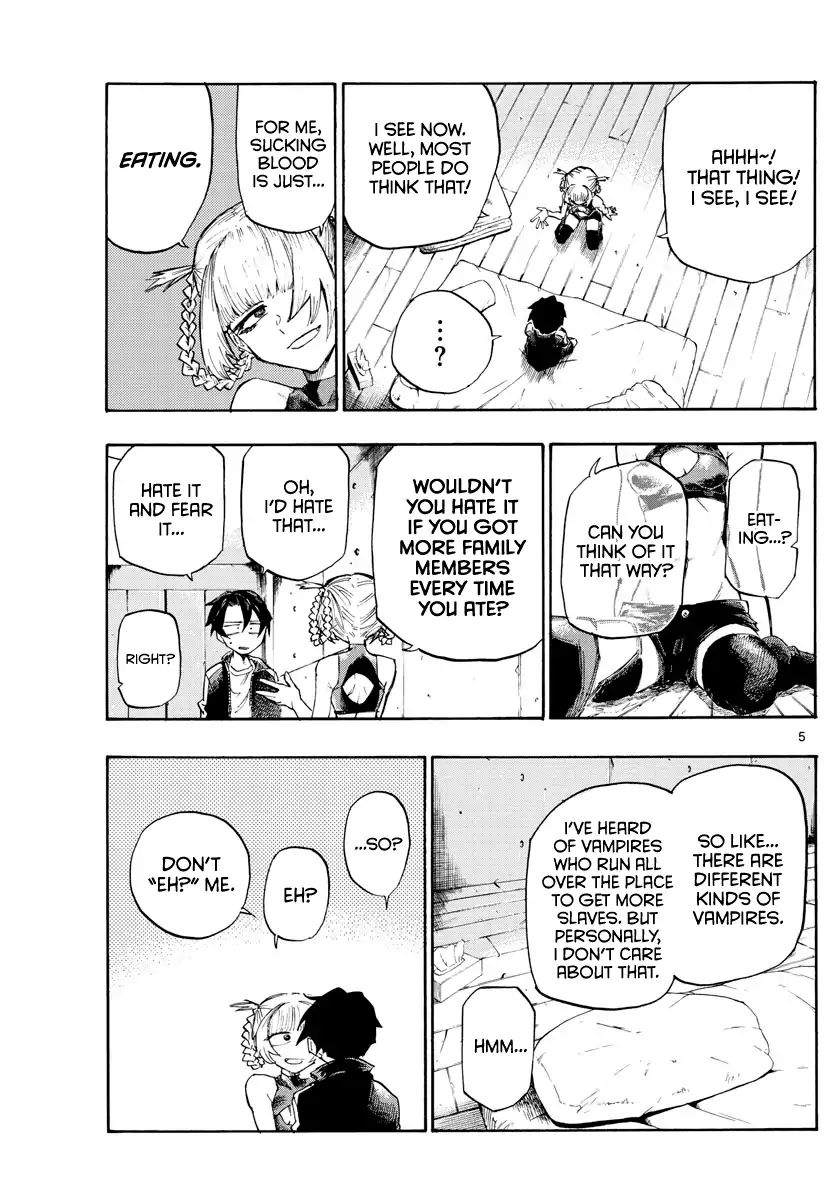 AHHH~!
THAT THING!
I SEE, I SEE!
I SEE NOW.
WELL, MOST
PEOPLE DO
THINK THAT!
...?
FOR ME,
SUCKING
BLOOD
IS JUST...
EATING.
EAT-
ING...?
CAN YOU
THINK OF IT
THAT WAY?
WOULDN'T
YOU HATE IT
IF YOU GOT
MORE FAMILY
MEMBERS
EVERY TIME
YOU ATE?
OH,
I'D HATE
THAT...
HATE IT
AND FEAR
IT...
RIGHT?
5
SO LIKE...
THERE ARE
DIFFERENT
KINDS OF
VAMPIRES.
I'VE HEARD
OF VAMPIRES
WHO RUN ALL
OVER THE PLACE
TO GET MORE
SLAVES. BUT
PERSONALLY,
I DON'T CARE
ABOUT THAT.
HMM...
...SO?
EH?
DON'T
"EH?" ME.